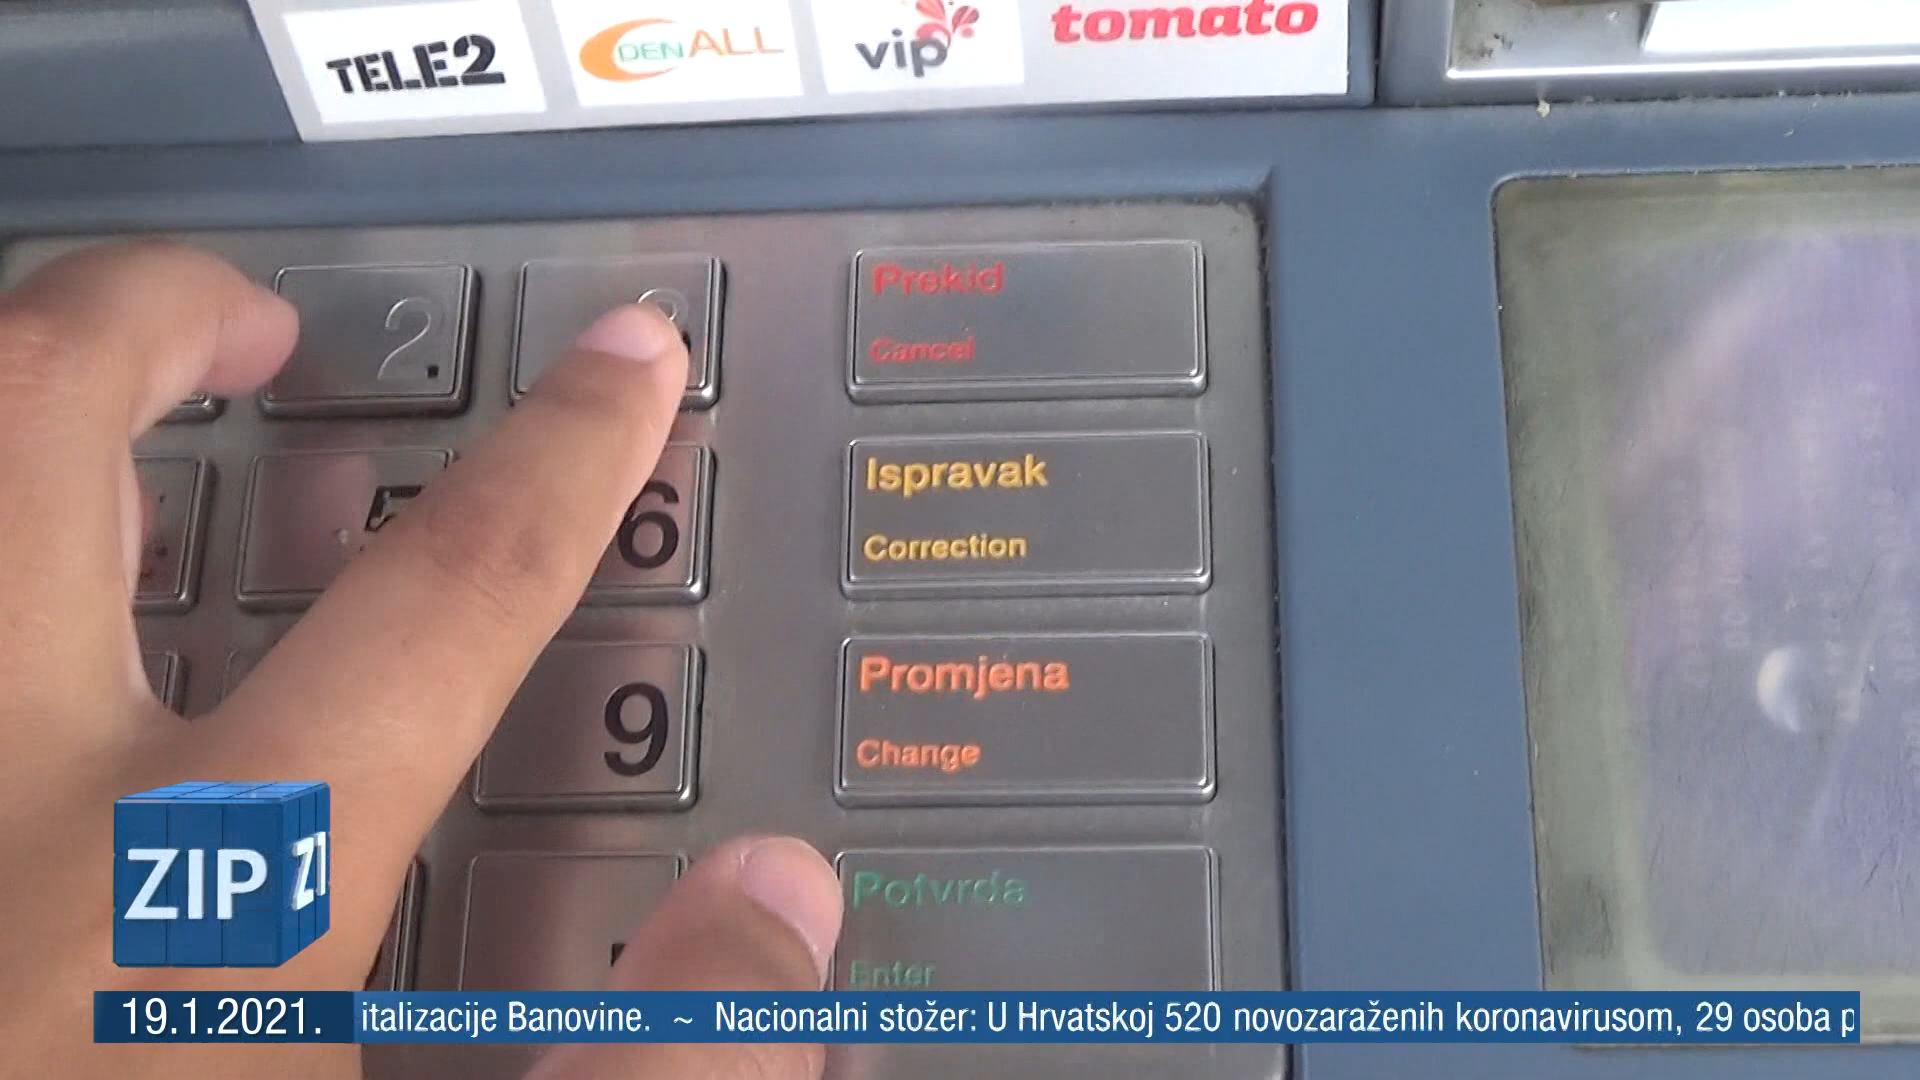 TELE2
DENALL
vip
tomato
2
Prekid
Cancel
5
6
Ispravak
Correction
9
Promjena
Change
Potvrda
Enter
ZIP
19.1.2021.
italizacije Banovine. ~ Nacionalni stožer: U Hrvatskoj 520 novozaraženih koronavirusom, 29 osoba p